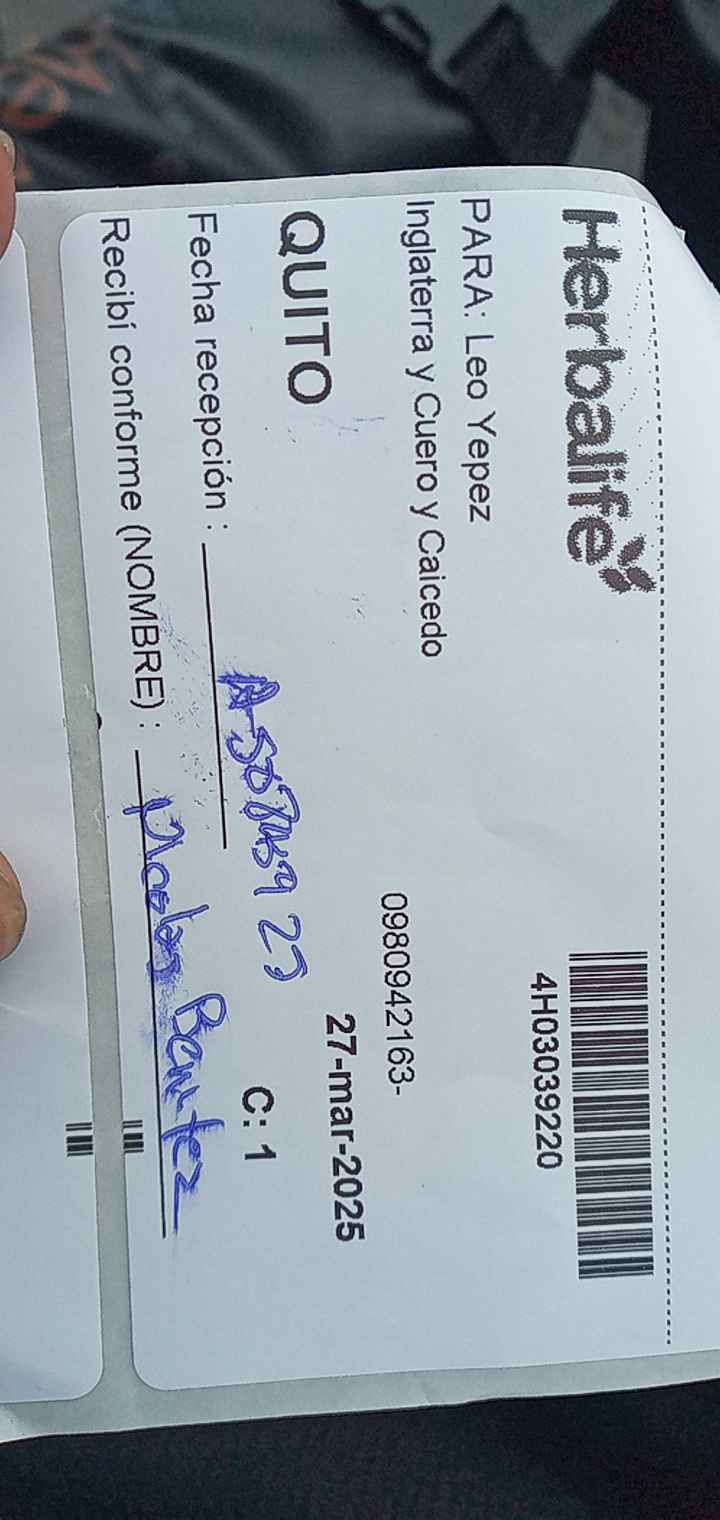 Herbalife
4H03039220
PARA: Leo Yepez
Inglaterra y Cuero y Caicedo
0980942163-
27-mar-2025
QUITO
C: 1
Fecha recepción :
Recibí conforme (NOMBRE) : Benitez